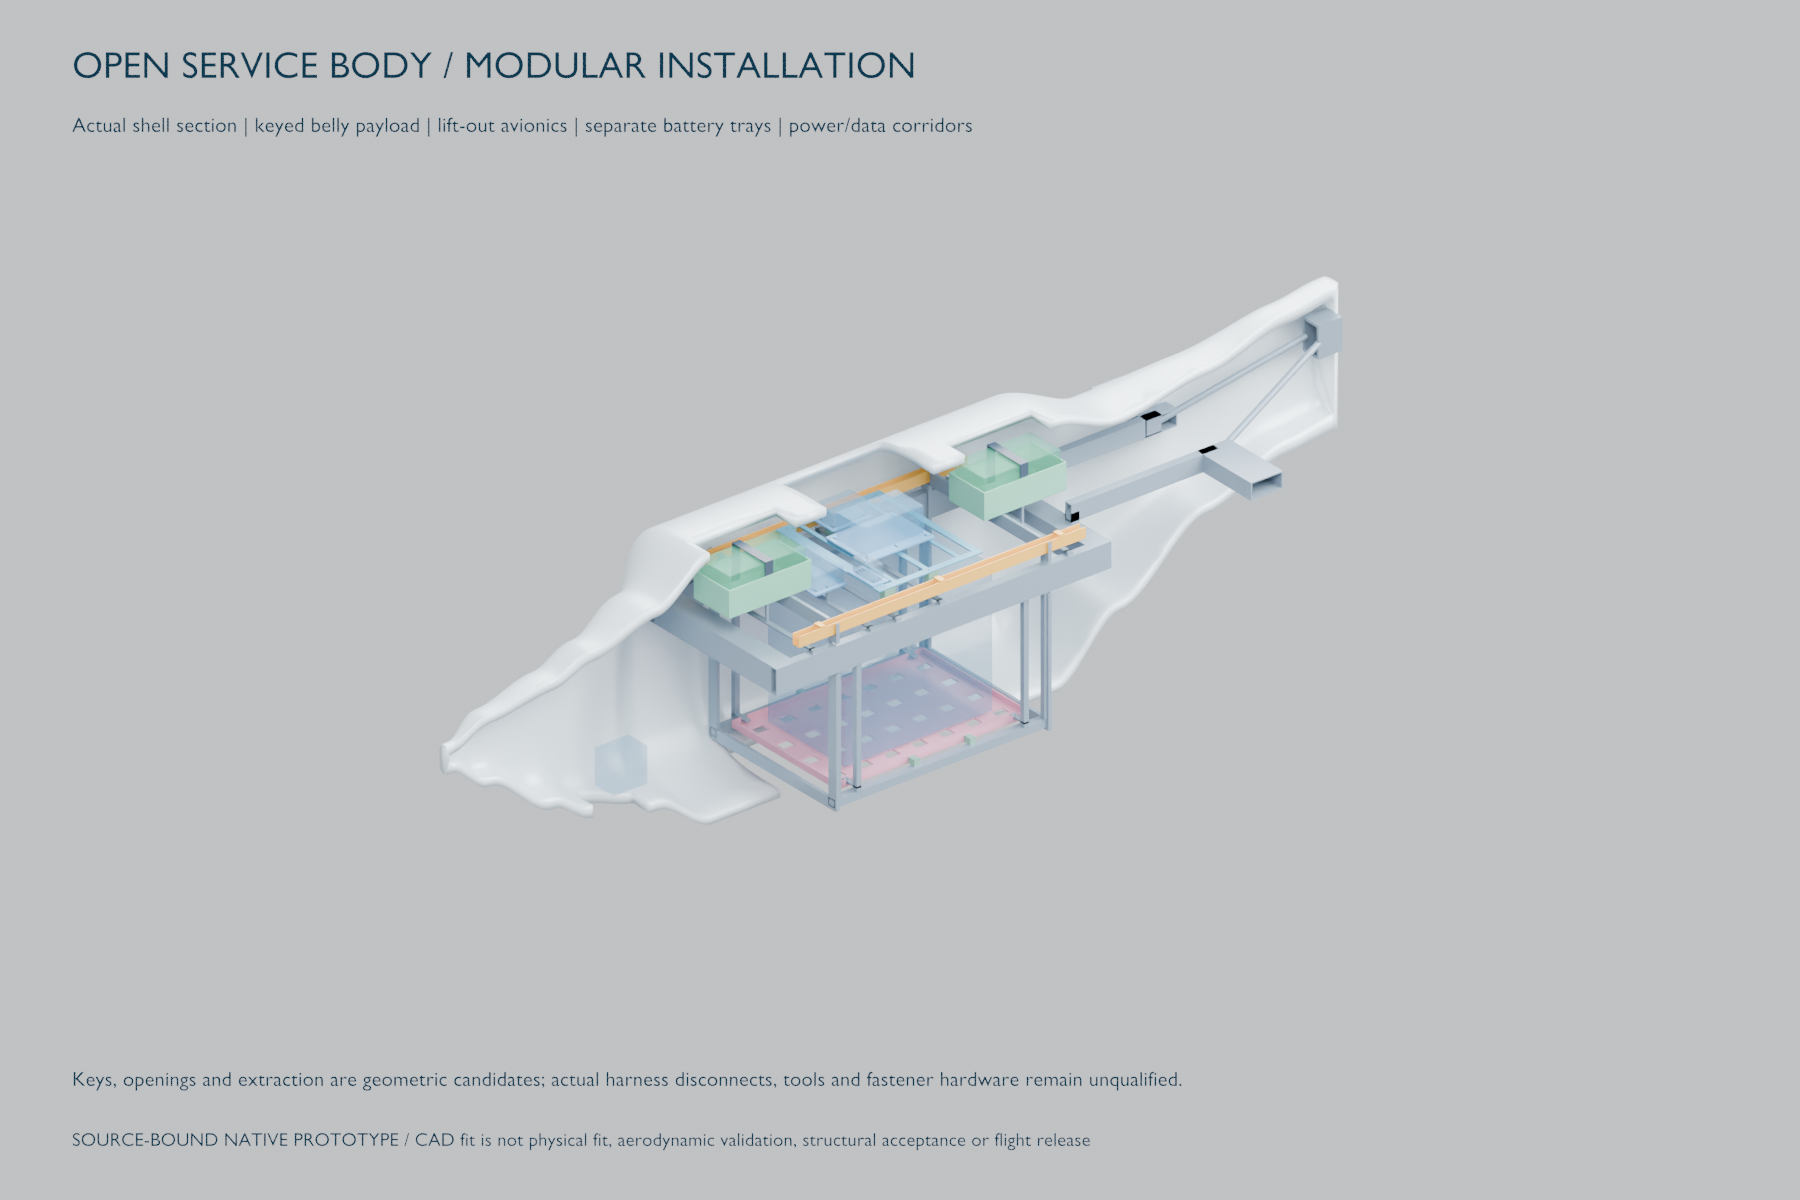 OPEN SERVICE BODY / MODULAR INSTALLATION
Actual shell section | keyed belly payload | lift-out avionics | separate battery trays | power/data corridors
Keys, openings and extraction are geometric candidates; actual harness disconnects, tools and fastener hardware remain unqualified.
SOURCE-BOUND NATIVE PROTOTYPE / CAD fit is not physical fit, aerodynamic validation, structural acceptance or flight release